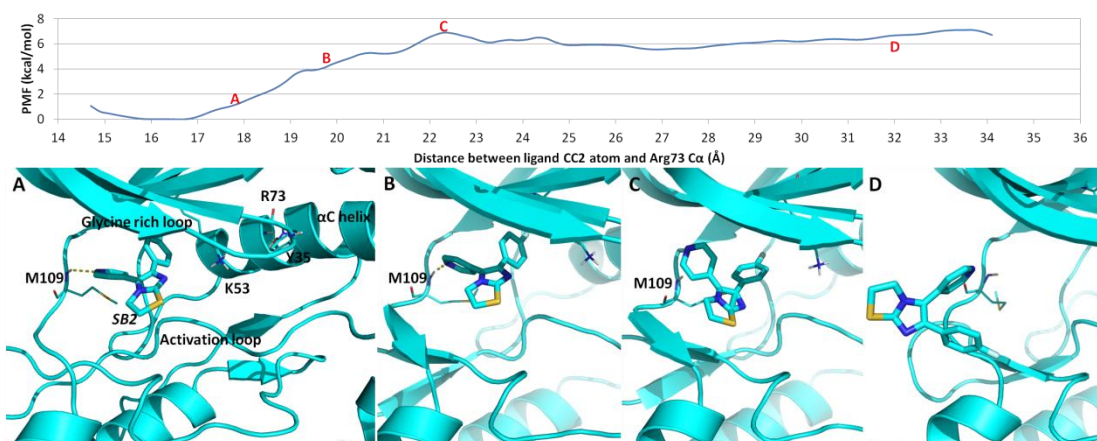 8
6
4
2
0
PMF (kcal/mol)
A
B
C
D
14 15 16 17 18 19 20 21 22 23 24 25 26 27 28 29 30 31 32 33 34 35 36
Distance between ligand CC2 atom and Arg73 Cα (Å)
A
R73
αC helix
Glycine rich loop
Y35
M109
K53
SB2
Activation loop
B
M109
C
M109
D